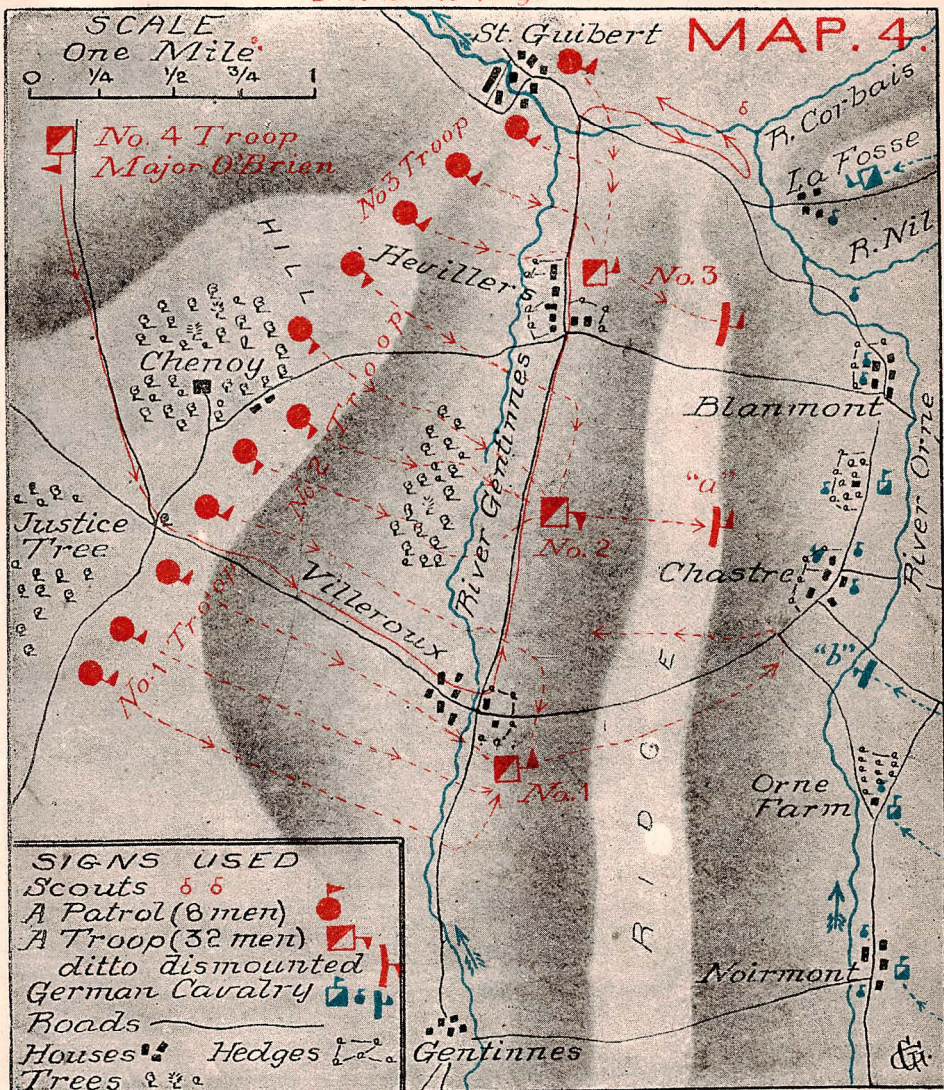 MAP. 4.
SCALE
One Mile
0 1/4 1/2 3/4 1
St. Guibert
R. Corbais
La Fosse
R. Nil
No. 4 Troop
Major O'Brien
No 3 Troop
HILL
Hevillers
No. 3
Chenoy
Blanmont
River Gentinnes
River Orne
No. 2 Troop
"a"
Justice
Tree
No. 2
Chastre
Villeroux
"b"
No. 1 Troop
RIDGE
No. 1
Orne
Farm
Noirmont
Gentinnes
SIGNS USED
Scouts
A Patrol (8 men)
A Troop (32 men)
ditto dismounted
German Cavalry
Roads
Houses Hedges
Trees